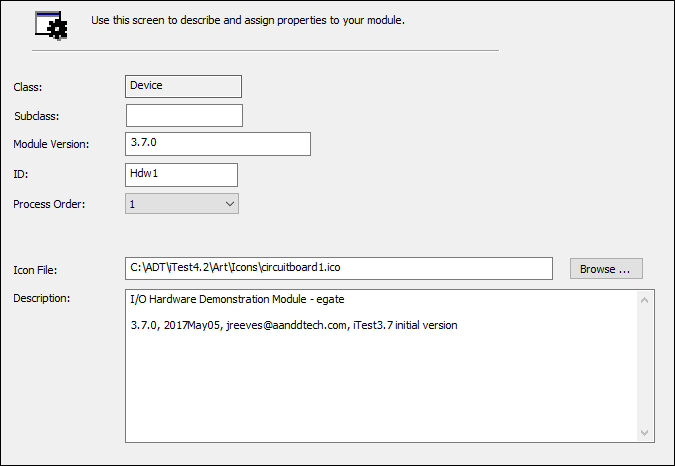 Use this screen to describe and assign properties to your module.
Class: Device
Subclass:
Module Version: 3.7.0
ID: Hdw1
Process Order: 1
Icon File: C:\ADT\iTest4.2\Art\Icons\circuitboard1.ico Browse ...
Description: I/O Hardware Demonstration Module - egate
3.7.0, 2017May05, jreeves@aanddtech.com, iTest3.7 initial version